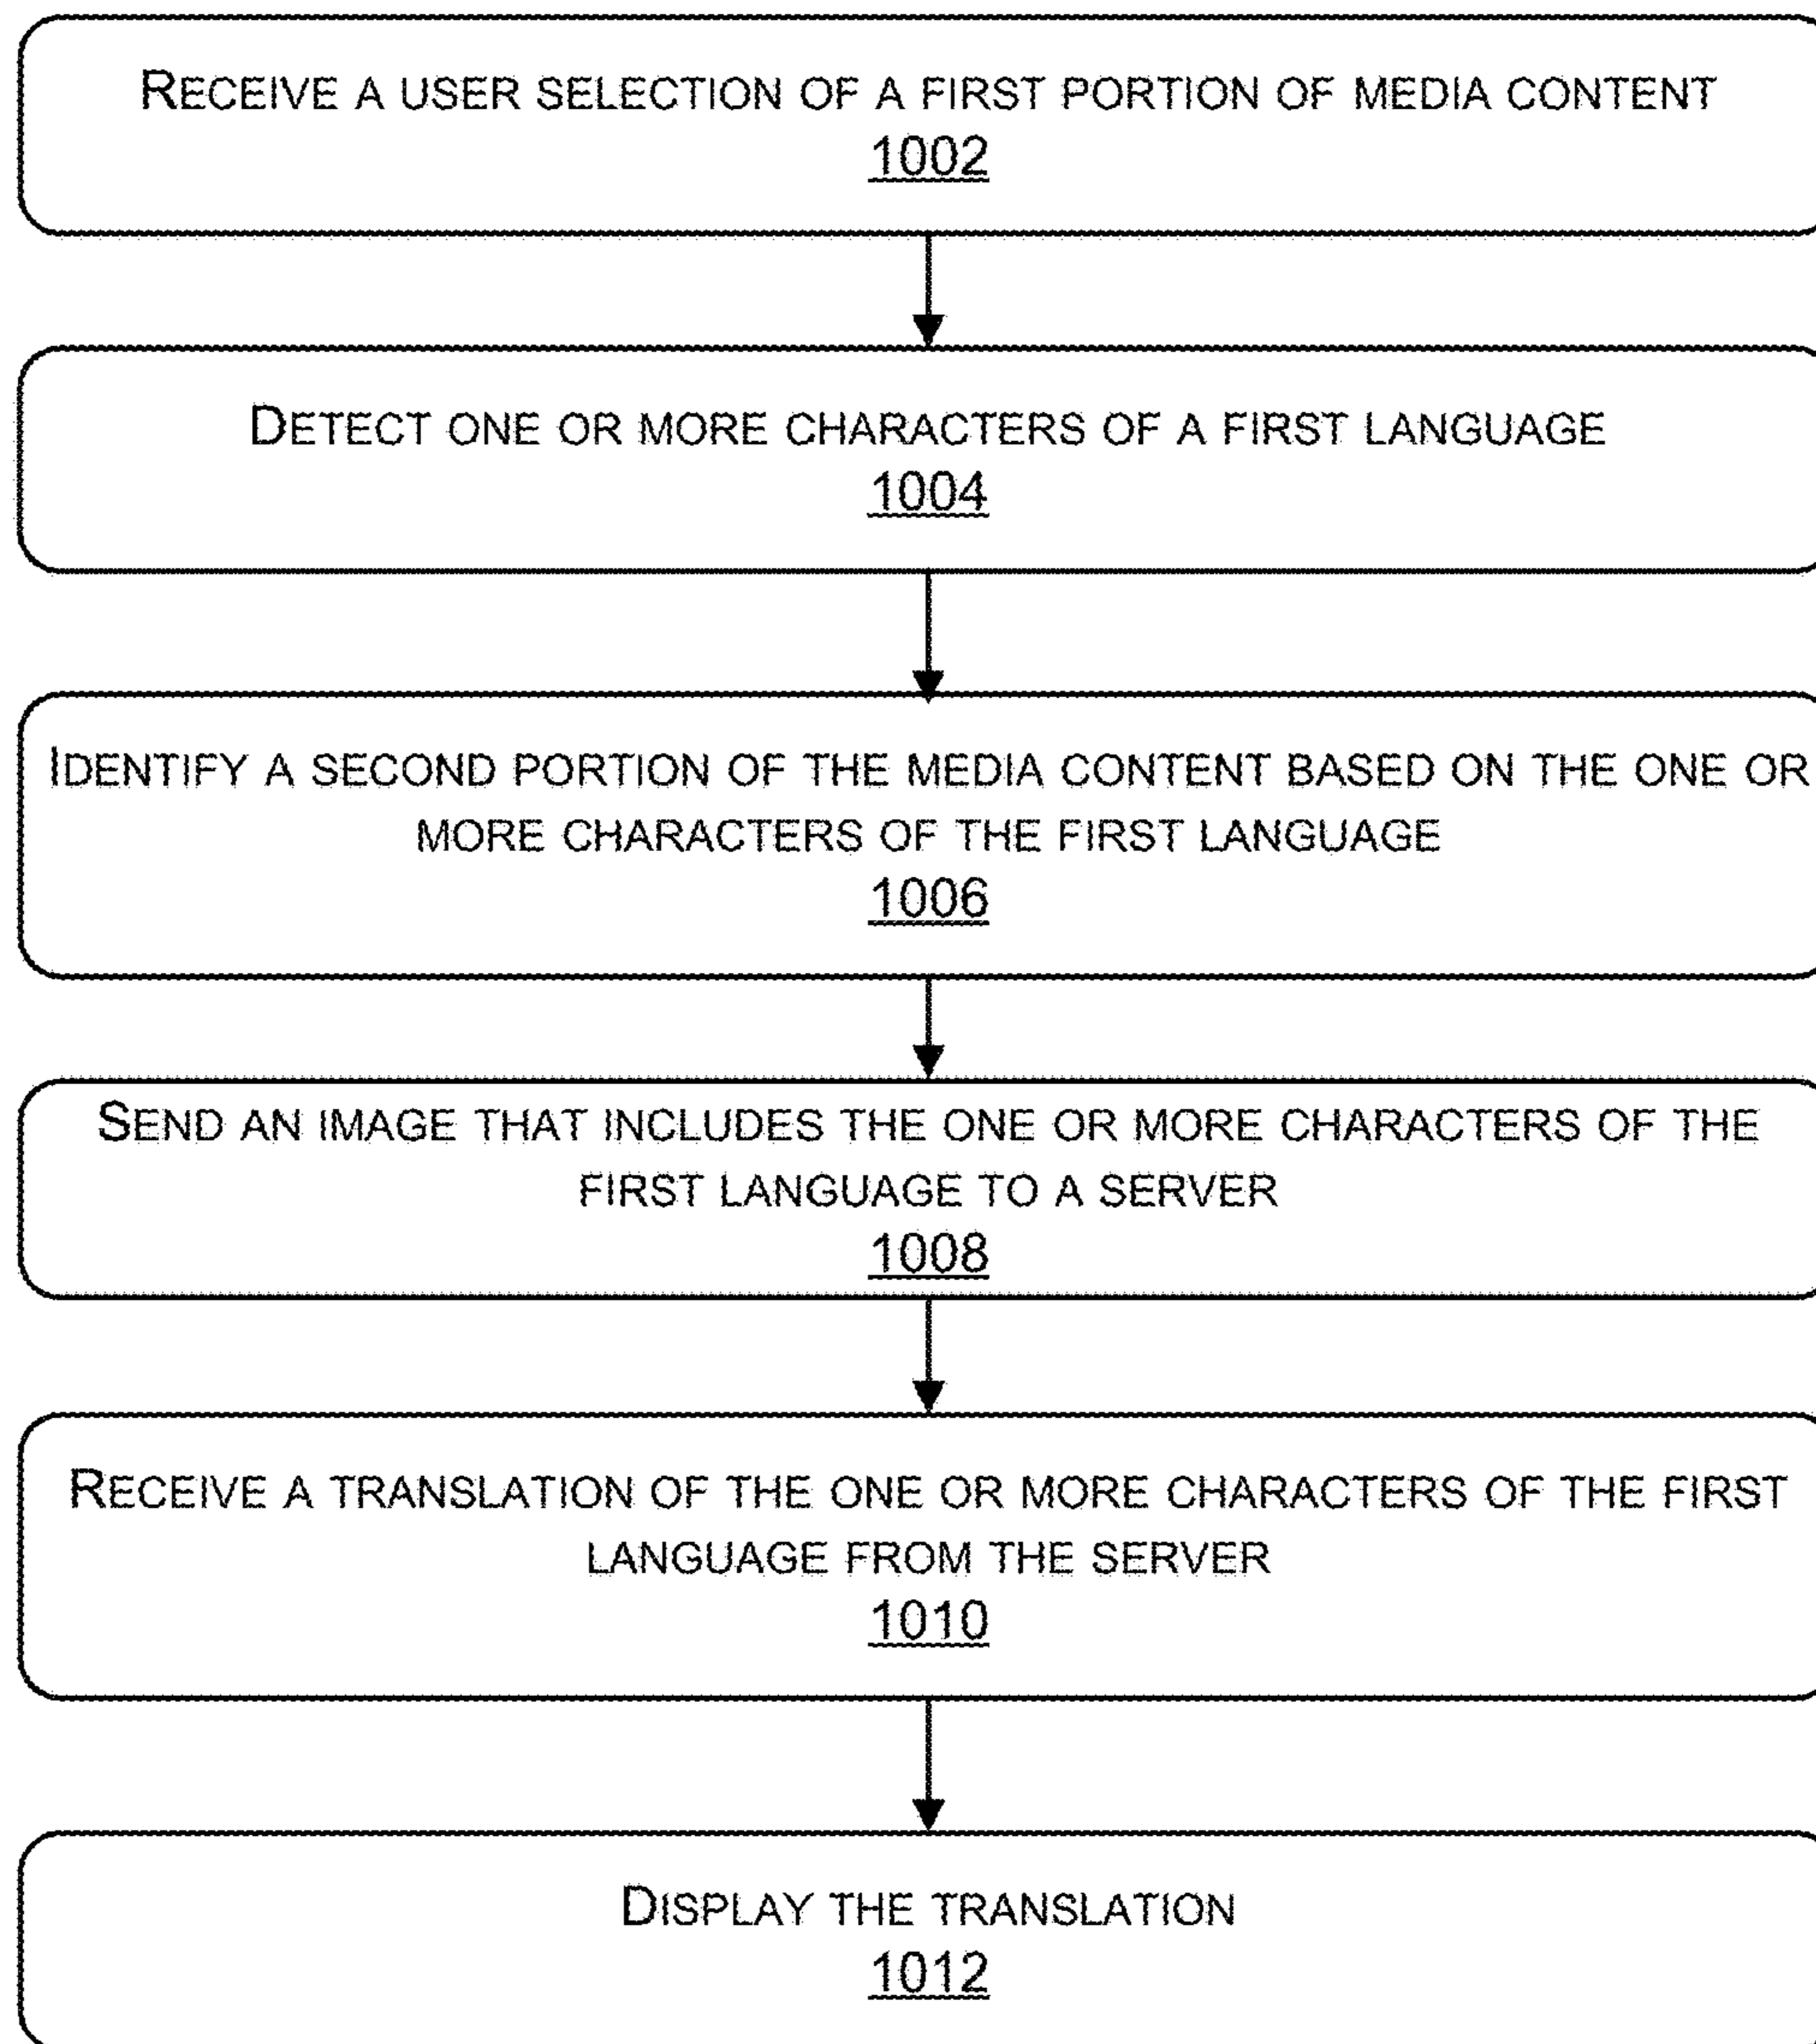 RECEIVE A USER SELECTION OF A FIRST PORTION OF MEDIA CONTENT
1002
DETECT ONE OR MORE CHARACTERS OF A FIRST LANGUAGE
1004
IDENTIFY A SECOND PORTION OF THE MEDIA CONTENT BASED ON THE ONE OR
MORE CHARACTERS OF THE FIRST LANGUAGE
1006
SEND AN IMAGE THAT INCLUDES THE ONE OR MORE CHARACTERS OF THE
FIRST LANGUAGE TO A SERVER
1008
RECEIVE A TRANSLATION OF THE ONE OR MORE CHARACTERS OF THE FIRST
LANGUAGE FROM THE SERVER
1010
DISPLAY THE TRANSLATION
1012